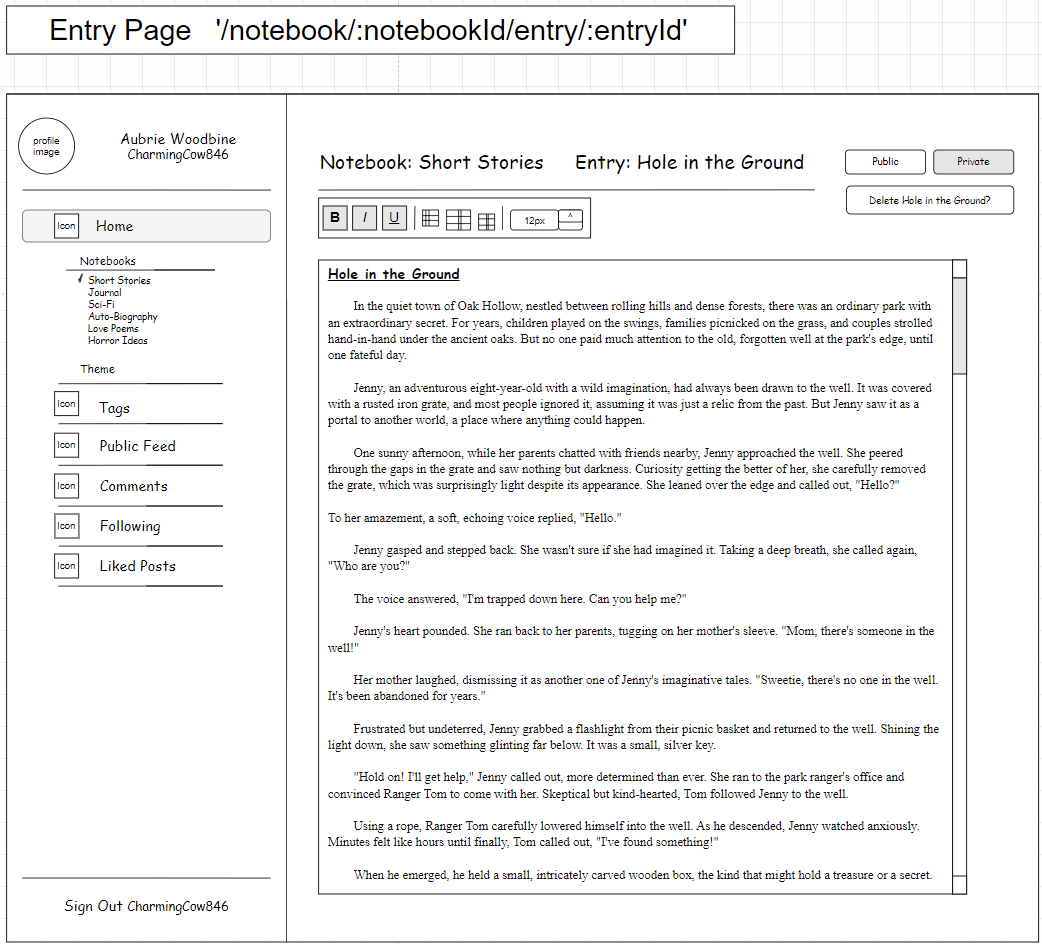 Entry Page '/notebook/:notebookId/entry/:entryId'
profile
image
Aubrie Woodbine
CharmingCow846
Icon Home
Notebooks
Short Stories
Journal
Sci-Fi
Auto-Biography
Love Poems
Horror Ideas
Theme
Icon Tags
Icon Public Feed
Icon Comments
Icon Following
Icon Liked Posts
Sign Out CharmingCow846
Notebook: Short Stories Entry: Hole in the Ground
Public Private
Delete Hole in the Ground?
B I U 12px
Hole in the Ground
In the quiet town of Oak Hollow, nestled between rolling hills and dense forests, there was an ordinary park with
an extraordinary secret. For years, children played on the swings, families picnicked on the grass, and couples strolled
hand-in-hand under the ancient oaks. But no one paid much attention to the old, forgotten well at the park's edge, until
one fateful day.
Jenny, an adventurous eight-year-old with a wild imagination, had always been drawn to the well. It was covered
with a rusted iron grate, and most people ignored it, assuming it was just a relic from the past. But Jenny saw it as a
portal to another world, a place where anything could happen.
One sunny afternoon, while her parents chatted with friends nearby, Jenny approached the well. She peered
through the gaps in the grate and saw nothing but darkness. Curiosity getting the better of her, she carefully removed
the grate, which was surprisingly light despite its appearance. She leaned over the edge and called out, "Hello?"
To her amazement, a soft, echoing voice replied, "Hello."
Jenny gasped and stepped back. She wasn't sure if she had imagined it. Taking a deep breath, she called again,
"Who are you?"
The voice answered, "I'm trapped down here. Can you help me?"
Jenny's heart pounded. She ran back to her parents, tugging on her mother's sleeve. "Mom, there's someone in the
well!"
Her mother laughed, dismissing it as another one of Jenny's imaginative tales. "Sweetie, there's no one in the well.
It's been abandoned for years."
Frustrated but undeterred, Jenny grabbed a flashlight from their picnic basket and returned to the well. Shining the
light down, she saw something glinting far below. It was a small, silver key.
"Hold on! I'll get help," Jenny called out, more determined than ever. She ran to the park ranger's office and
convinced Ranger Tom to come with her. Skeptical but kind-hearted, Tom followed Jenny to the well.
Using a rope, Ranger Tom carefully lowered himself into the well. As he descended, Jenny watched anxiously.
Minutes felt like hours until finally, Tom called out, "I've found something!"
When he emerged, he held a small, intricately carved wooden box, the kind that might hold a treasure or a secret.